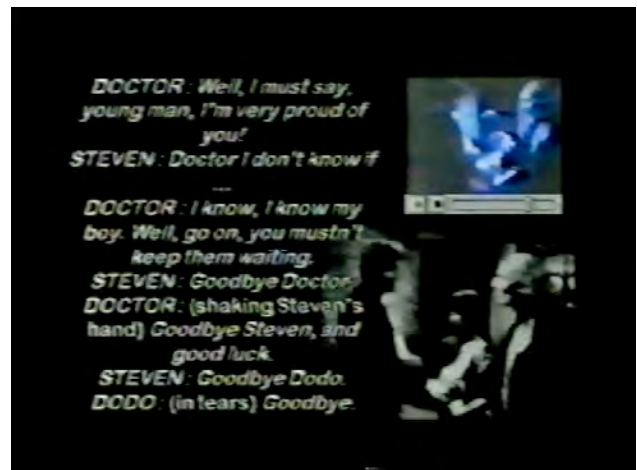 DOCTOR : Well, I must say,
young man, I'm very proud of
you!
STEVEN : Doctor I don't know if
...
DOCTOR : I know, I know my
boy. Well, go on, you mustn't
keep them waiting.
STEVEN : Goodbye Doctor.
DOCTOR : (shaking Steven's
hand) Goodbye Steven, and
good luck.
STEVEN : Goodbye Dodo.
DODO : (in tears) Goodbye.